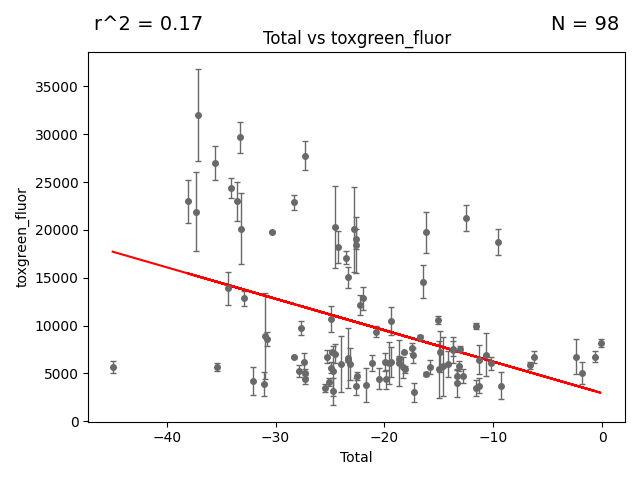 r^2 = 0.17
N = 98
Total vs toxgreen_fluor
35000
30000
25000
20000
15000
10000
5000
0
toxgreen_fluor
−40
−30
−20
−10
0
Total